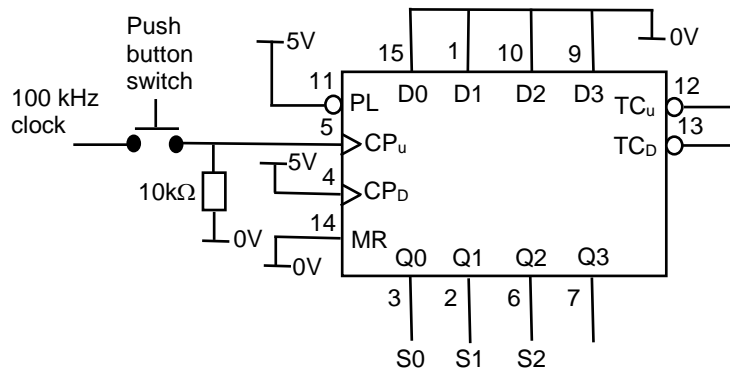 Push
button
switch
100 kHz
clock
10kΩ
0V
5V
11
5
5V
4
14
0V
15 1 10 9
0V
D0 D1 D2 D3
PL
CPu
CPD
MR
TCu
TCD
12
13
Q0 Q1 Q2 Q3
3 2 6 7
S0 S1 S2